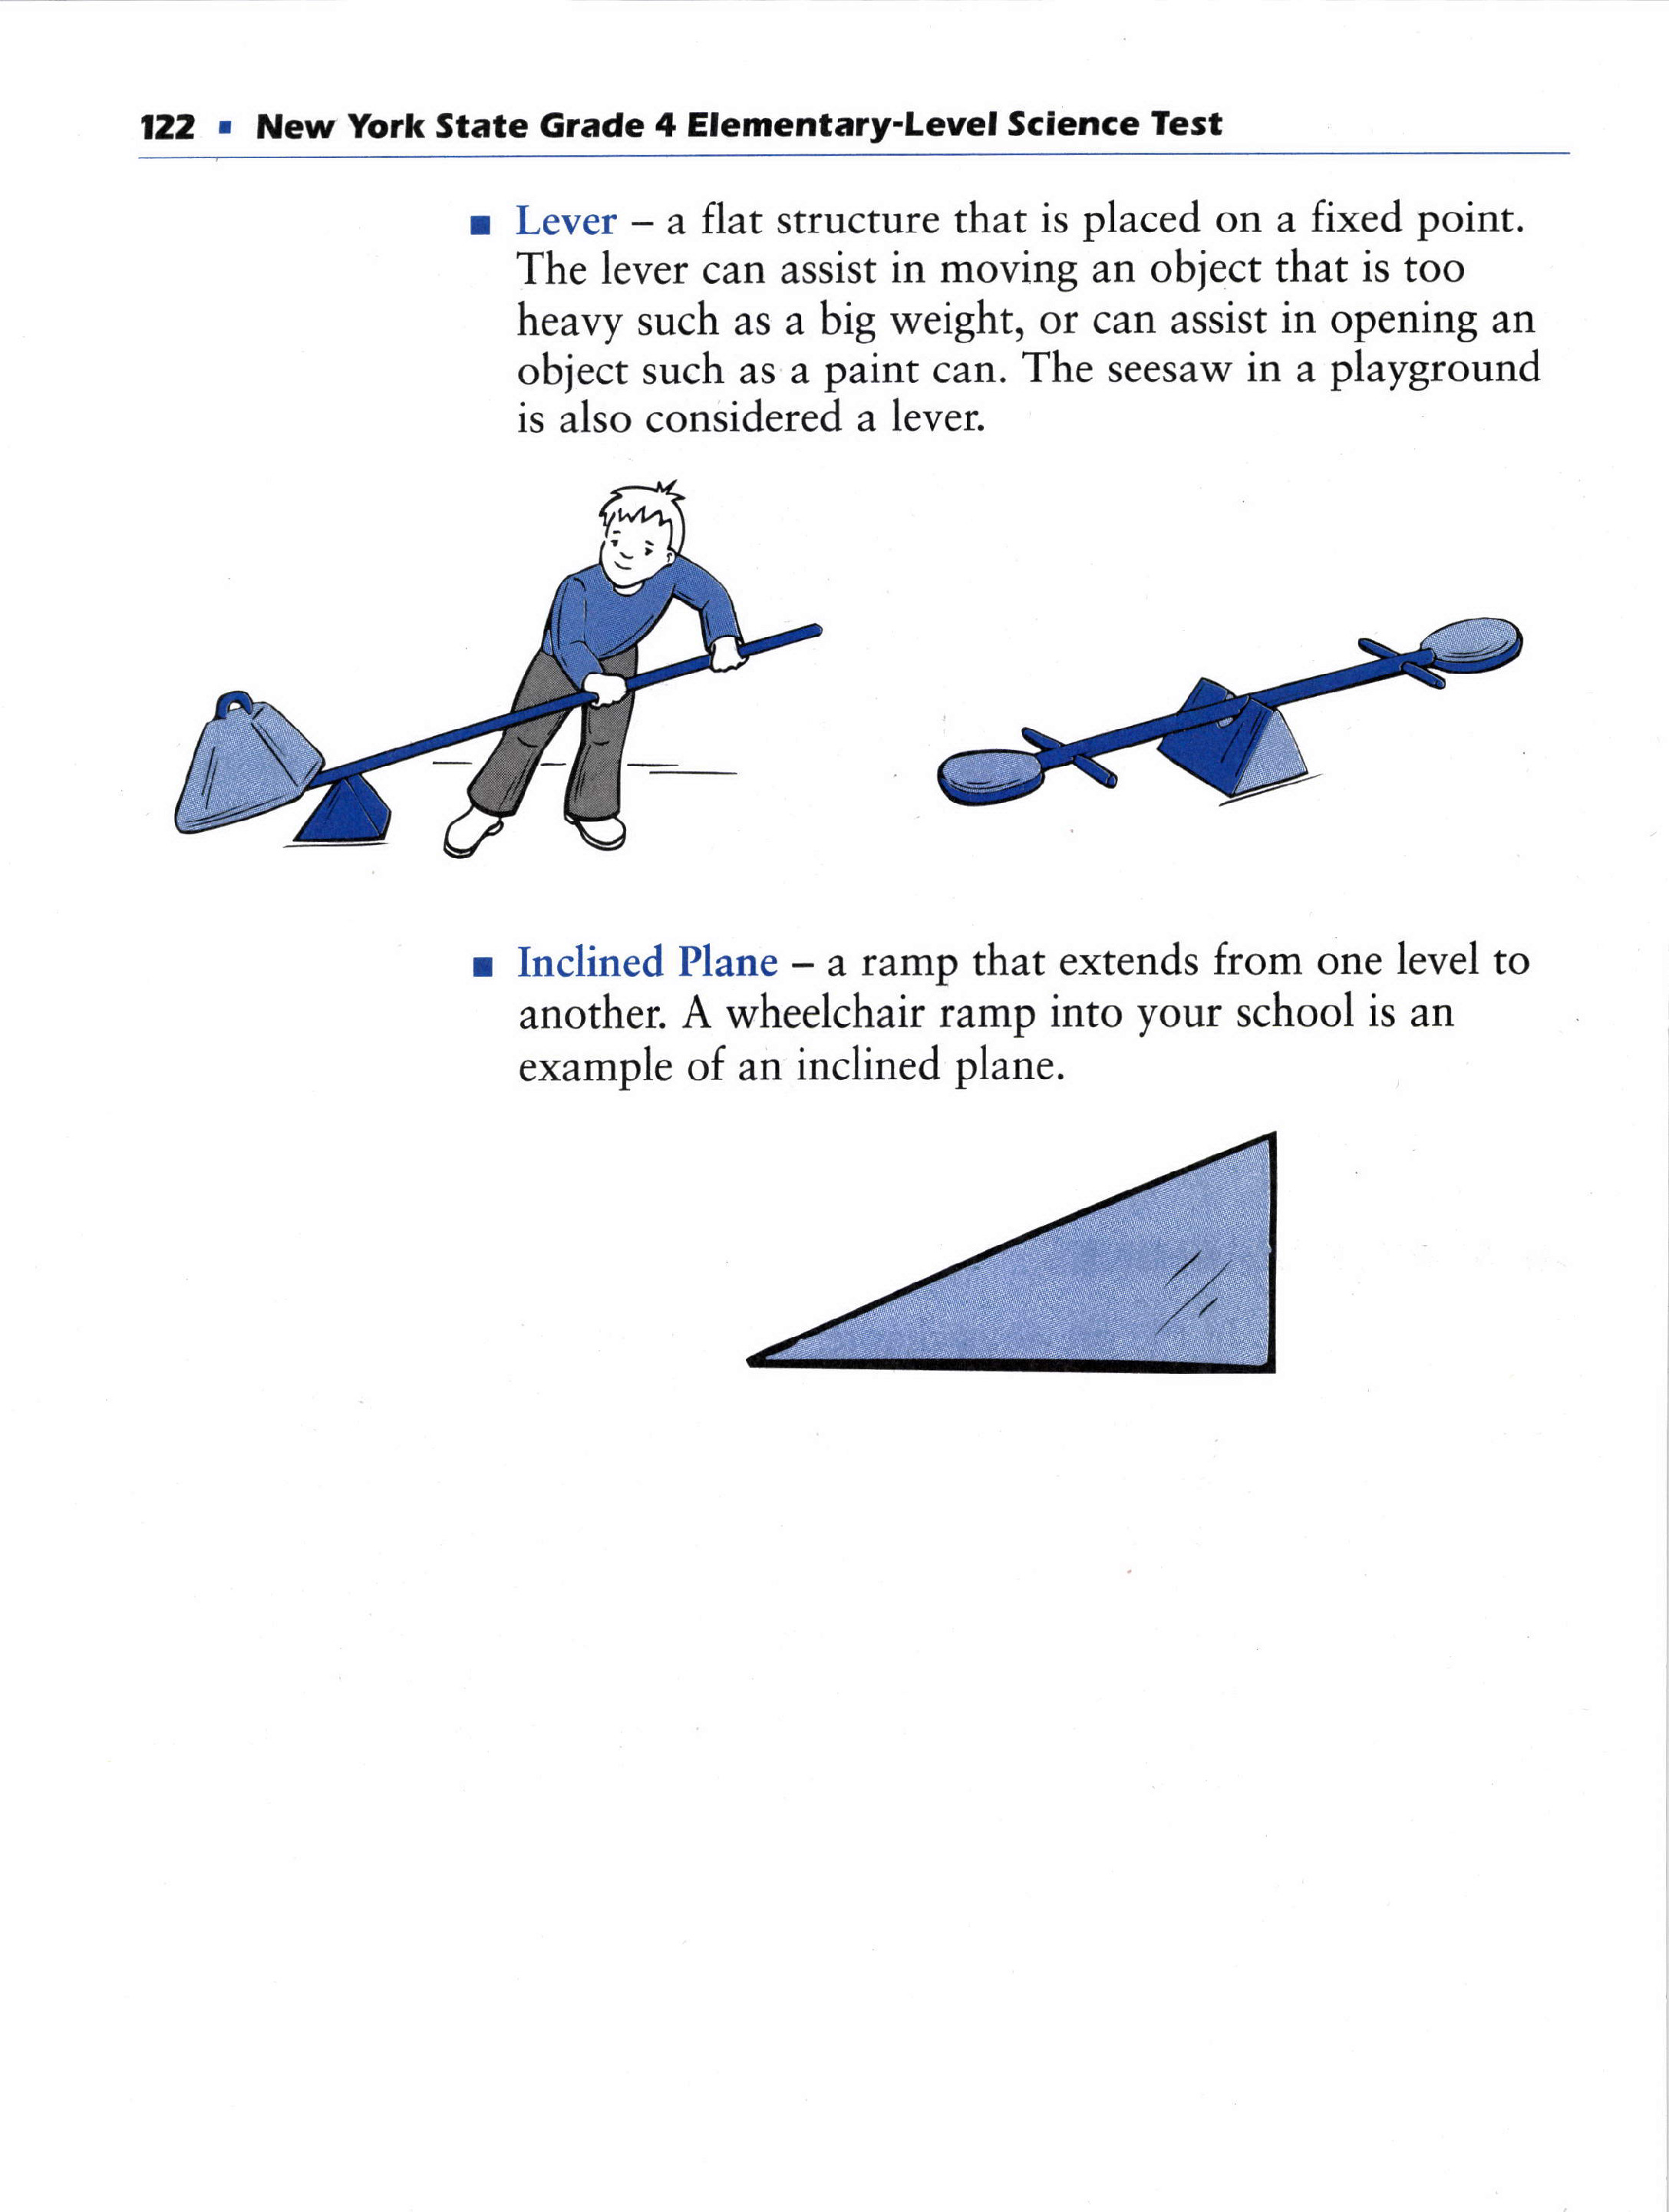 122 ▪ New York State Grade 4 Elementary-Level Science Test
▪ Lever – a flat structure that is placed on a fixed point.
The lever can assist in moving an object that is too
heavy such as a big weight, or can assist in opening an
object such as a paint can. The seesaw in a playground
is also considered a lever.
▪ Inclined Plane – a ramp that extends from one level to
another. A wheelchair ramp into your school is an
example of an inclined plane.